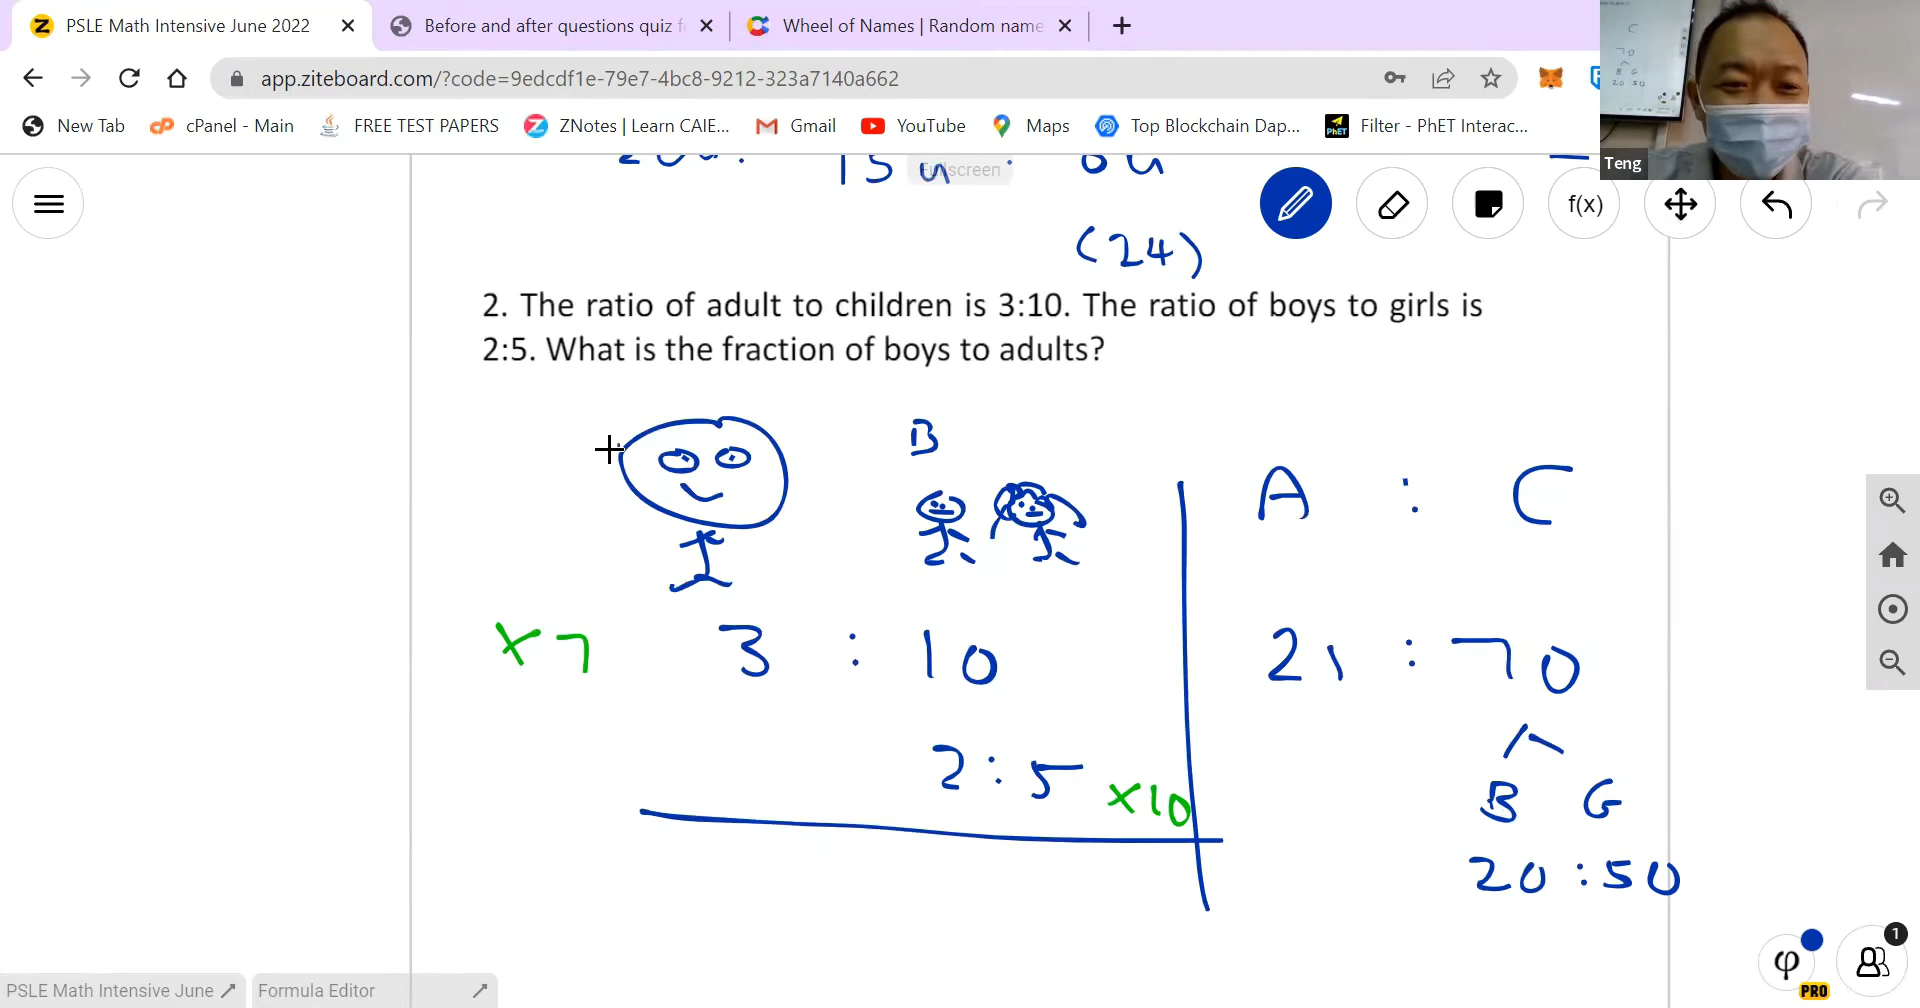 PSLE Math Intensive June 2022
Before and after questions quiz f
Wheel of Names | Random name
app.ziteboard.com/?code=9edcdf1e-79e7-4bc8-9212-323a7140a662
New Tab
cPanel - Main
FREE TEST PAPERS
ZNotes | Learn CAIE...
Gmail
YouTube
Maps
Top Blockchain Dap...
Filter - PhET Interac...
Teng
Fullscreen
f(x)
15u
(24)
2. The ratio of adult to children is 3:10. The ratio of boys to girls is
2:5. What is the fraction of boys to adults?
B
A : C
x7 3 : 10
21 : 70
2:5 x10
B G
20:50
1
φ
PRO
PSLE Math Intensive June
Formula Editor